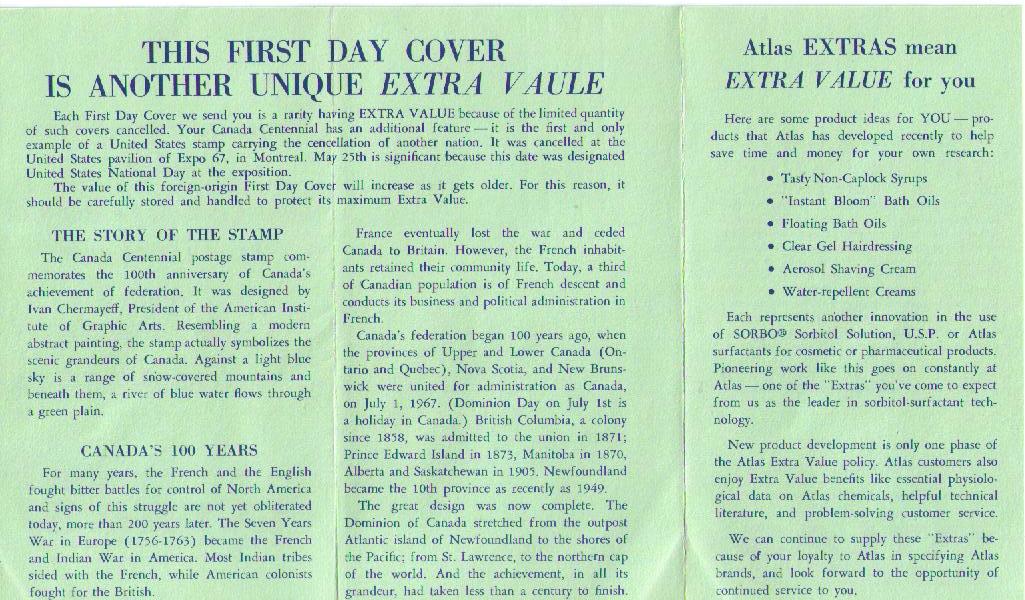 THIS FIRST DAY COVER
IS ANOTHER UNIQUE EXTRA VAULE
Each First Day Cover we send you is a rarity having EXTRA VALUE because of the limited quantity
of such covers cancelled. Your Canada Centennial has an additional feature — it is the first and only
example of a United States stamp carrying the cencellation of another nation. It was cancelled at the
United States pavilion of Expo 67, in Montreal. May 25th is significant because this date was designated
United States National Day at the exposition.
The value of this foreign-origin First Day Cover will increase as it gets older. For this reason, it
should be carefully stored and handled to protect its maximum Extra Value.
THE STORY OF THE STAMP
The Canada Centennial postage stamp com-
memorates the 100th anniversary of Canada's
achievement of federation. It was designed by
Ivan Chermayeff, President of the American Insti-
tute of Graphic Arts. Resembling a modern
abstract painting, the stamp actually symbolizes the
scenic grandeurs of Canada. Against a light blue
sky is a range of snow-covered mountains and
beneath them, a river of blue water flows through
a green plain.
CANADA'S 100 YEARS
For many years, the French and the English
fought bitter battles for control of North America
and signs of this struggle are not yet obliterated
today, more than 200 years later. The Seven Years
War in Europe (1756-1763) became the French
and Indian War in America. Most Indian tribes
sided with the French, while American colonists
fought for the British.
France eventually lost the war and ceded
Canada to Britain. However, the French inhabit-
ants retained their community life. Today, a third
of Canadian population is of French descent and
conducts its business and political administration in
French.
Canada's federation began 100 years ago, when
the provinces of Upper and Lower Canada (On-
tario and Quebec), Nova Scotia, and New Bruns-
wick were united for administration as Canada,
on July 1, 1967. (Dominion Day on July 1st is
a holiday in Canada.) British Columbia, a colony
since 1858, was admitted to the union in 1871;
Prince Edward Island in 1873, Manitoba in 1870,
Alberta and Saskatchewan in 1905. Newfoundland
became the 10th province as recently as 1949.
The great design was now complete. The
Dominion of Canada stretched from the outpost
Atlantic island of Newfoundland to the shores of
the Pacific; from St. Lawrence, to the northern cap
of the world. And the achievement, in all its
grandeur, had taken less than a century to finish.
Atlas EXTRAS mean
EXTRA VALUE for you
Here are some product ideas for YOU — pro-
ducts that Atlas has developed recently to help
save time and money for your own research:
• Tasty Non-Caplock Syrups
• "Instant Bloom" Bath Oils
• Floating Bath Oils
• Clear Gel Hairdressing
• Aerosol Shaving Cream
• Water-repellent Creams
Each represents another innovation in the use
of SORBO® Sorbitol Solution, U.S.P. or Atlas
surfactants for cosmetic or pharmaceutical products.
Pioneering work like this goes on constantly at
Atlas — one of the "Extras" you've come to expect
from us as the leader in sorbitol-surfactant tech-
nology.
New product development is only one phase of
the Atlas Extra Value policy. Atlas customers also
enjoy Extra Value benefits like essential physiolo-
gical data on Atlas chemicals, helpful technical
literature, and problem-solving customer service.
We can continue to supply these "Extras" be-
cause of your loyalty to Atlas in specifying Atlas
brands, and look forward to the opportunity of
continued service to you.